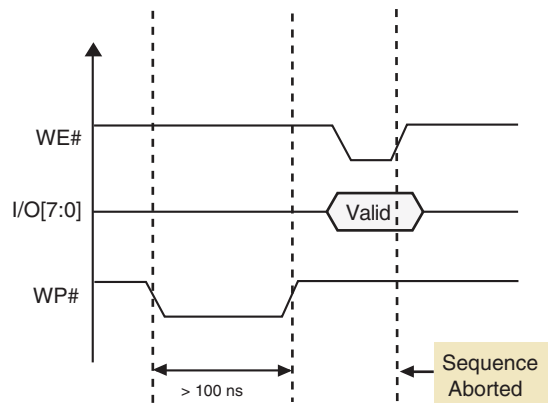 WE#
I/O[7:0]
Valid
WP#
> 100 ns
Sequence
Aborted